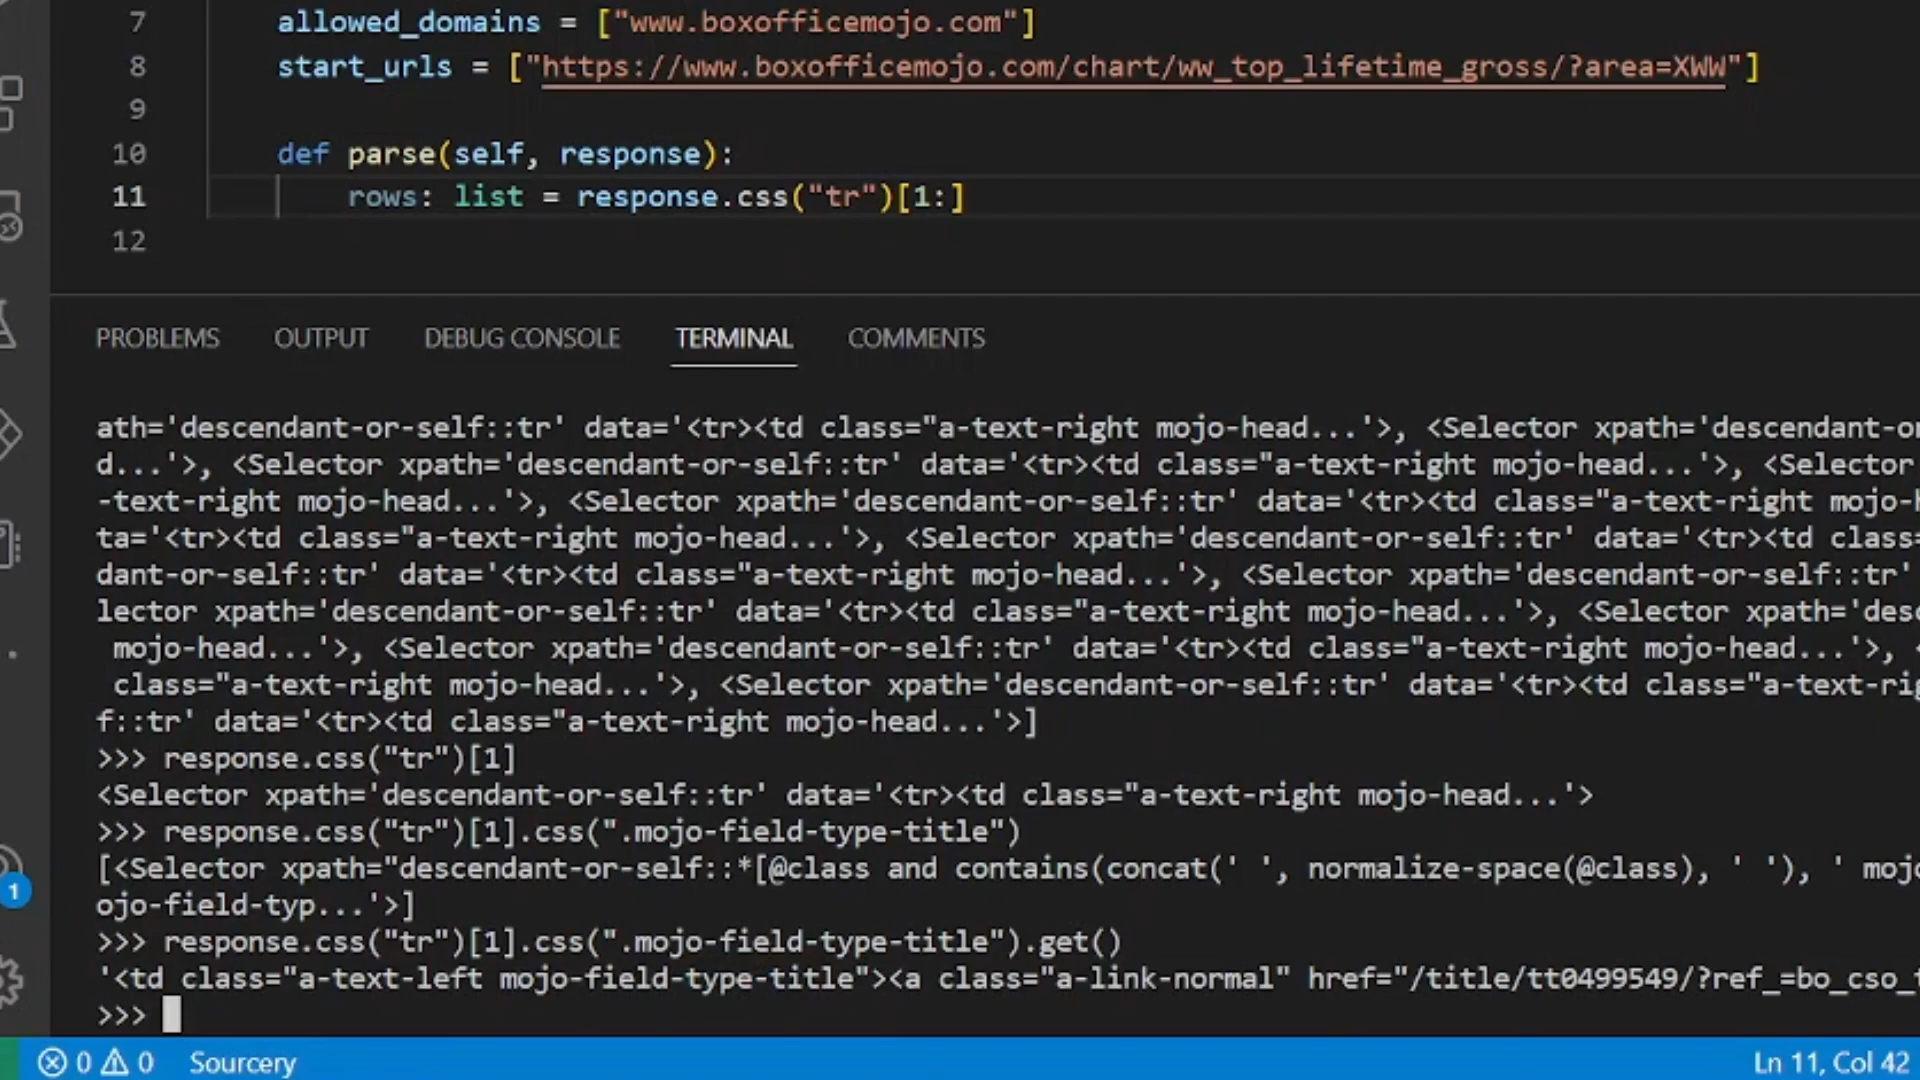 7 allowed_domains = ["www.boxofficemojo.com"]
8 start_urls = ["https://www.boxofficemojo.com/chart/ww_top_lifetime_gross/?area=XWW"]
9
10 def parse(self, response):
11 rows: list = response.css("tr")[1:]
12
PROBLEMS OUTPUT DEBUG CONSOLE TERMINAL COMMENTS
ath='descendant-or-self::tr' data='<tr><td class="a-text-right mojo-head...'>, <Selector xpath='descendant-or
d...'>, <Selector xpath='descendant-or-self::tr' data='<tr><td class="a-text-right mojo-head...'>, <Selector
-text-right mojo-head...'>, <Selector xpath='descendant-or-self::tr' data='<tr><td class="a-text-right mojo-h
ta='<tr><td class="a-text-right mojo-head...'>, <Selector xpath='descendant-or-self::tr' data='<tr><td class=
dant-or-self::tr' data='<tr><td class="a-text-right mojo-head...'>, <Selector xpath='descendant-or-self::tr'
lector xpath='descendant-or-self::tr' data='<tr><td class="a-text-right mojo-head...'>, <Selector xpath='desc
mojo-head...'>, <Selector xpath='descendant-or-self::tr' data='<tr><td class="a-text-right mojo-head...'>,
class="a-text-right mojo-head...'>, <Selector xpath='descendant-or-self::tr' data='<tr><td class="a-text-rig
f::tr' data='<tr><td class="a-text-right mojo-head...'>]
>>> response.css("tr")[1]
<Selector xpath='descendant-or-self::tr' data='<tr><td class="a-text-right mojo-head...'>
>>> response.css("tr")[1].css(".mojo-field-type-title")
[<Selector xpath="descendant-or-self::*[@class and contains(concat(' ', normalize-space(@class), ' '), ' mojo
ojo-field-typ...'>]
>>> response.css("tr")[1].css(".mojo-field-type-title").get()
'<td class="a-text-left mojo-field-type-title"><a class="a-link-normal" href="/title/tt0499549/?ref_=bo_cso_t
>>>
1
0 0 Sourcery Ln 11, Col 42